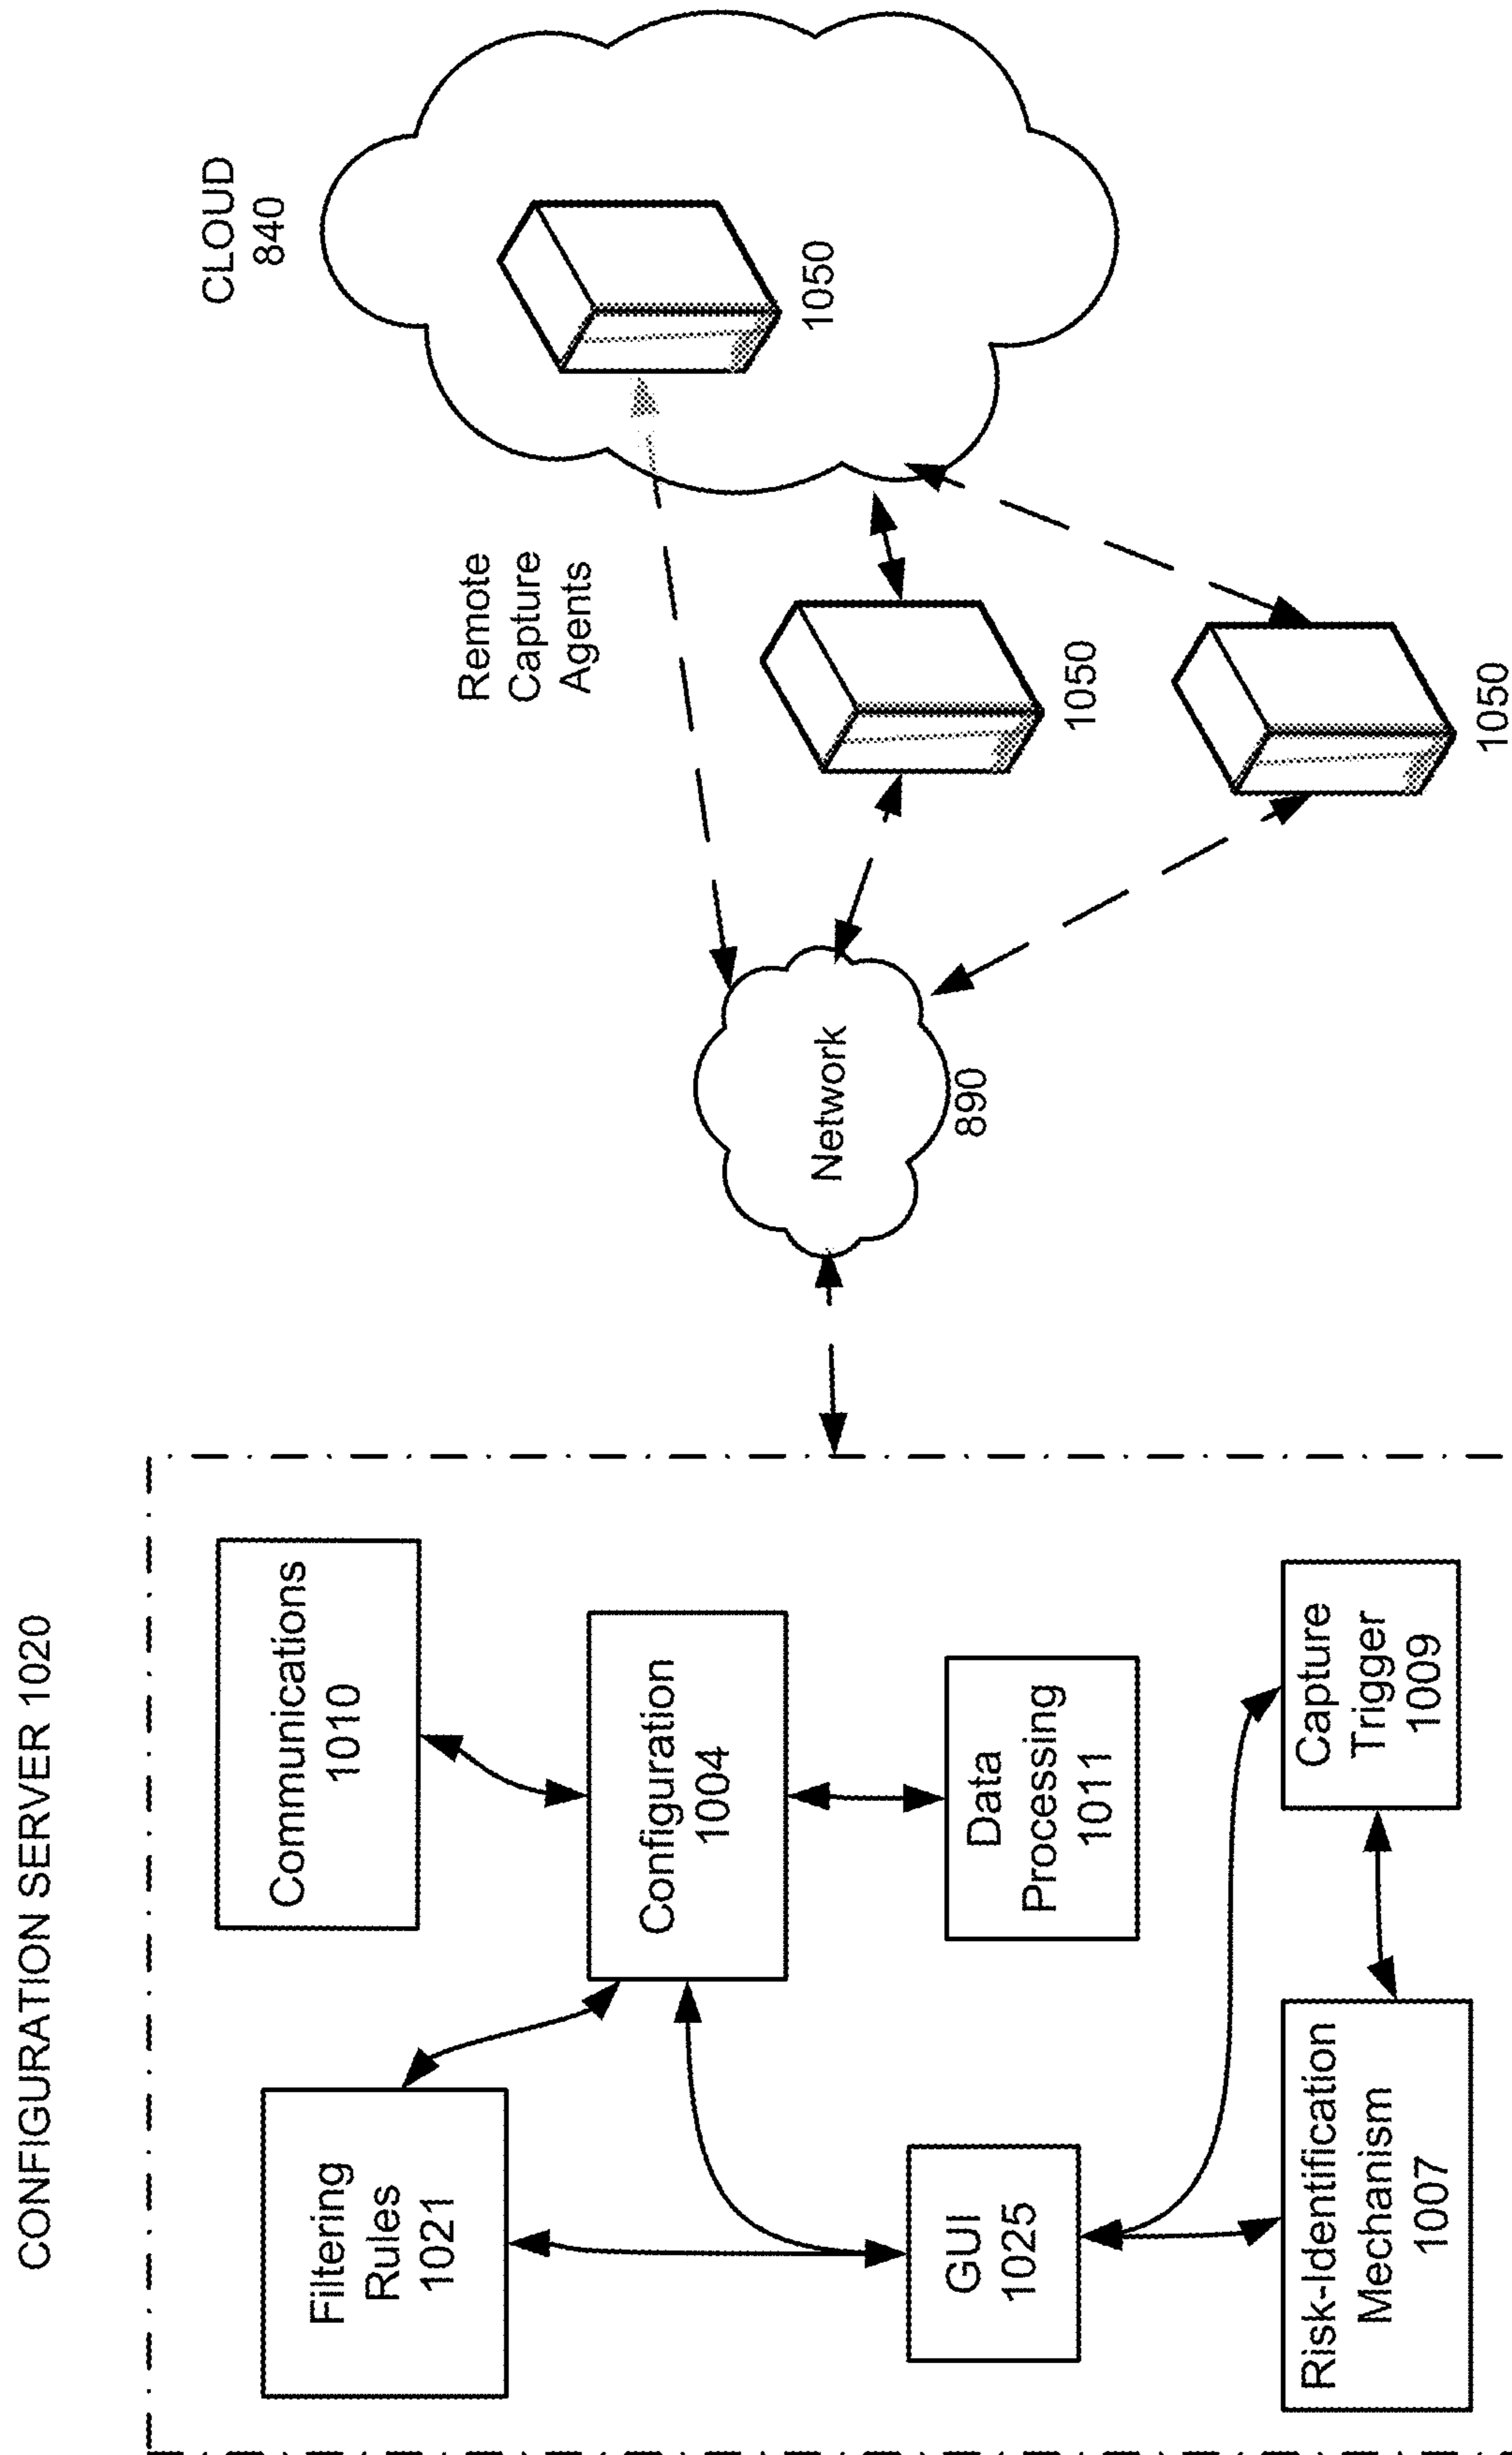 CONFIGURATION SERVER 1020
Communications
1010
Filtering
Rules
1021
Configuration
1004
Data
Processing
1011
GUI
1025
Capture
Trigger
1009
Risk-Identification
Mechanism
1007
Network
890
Remote
Capture
Agents
CLOUD
840
1050
1050
1050